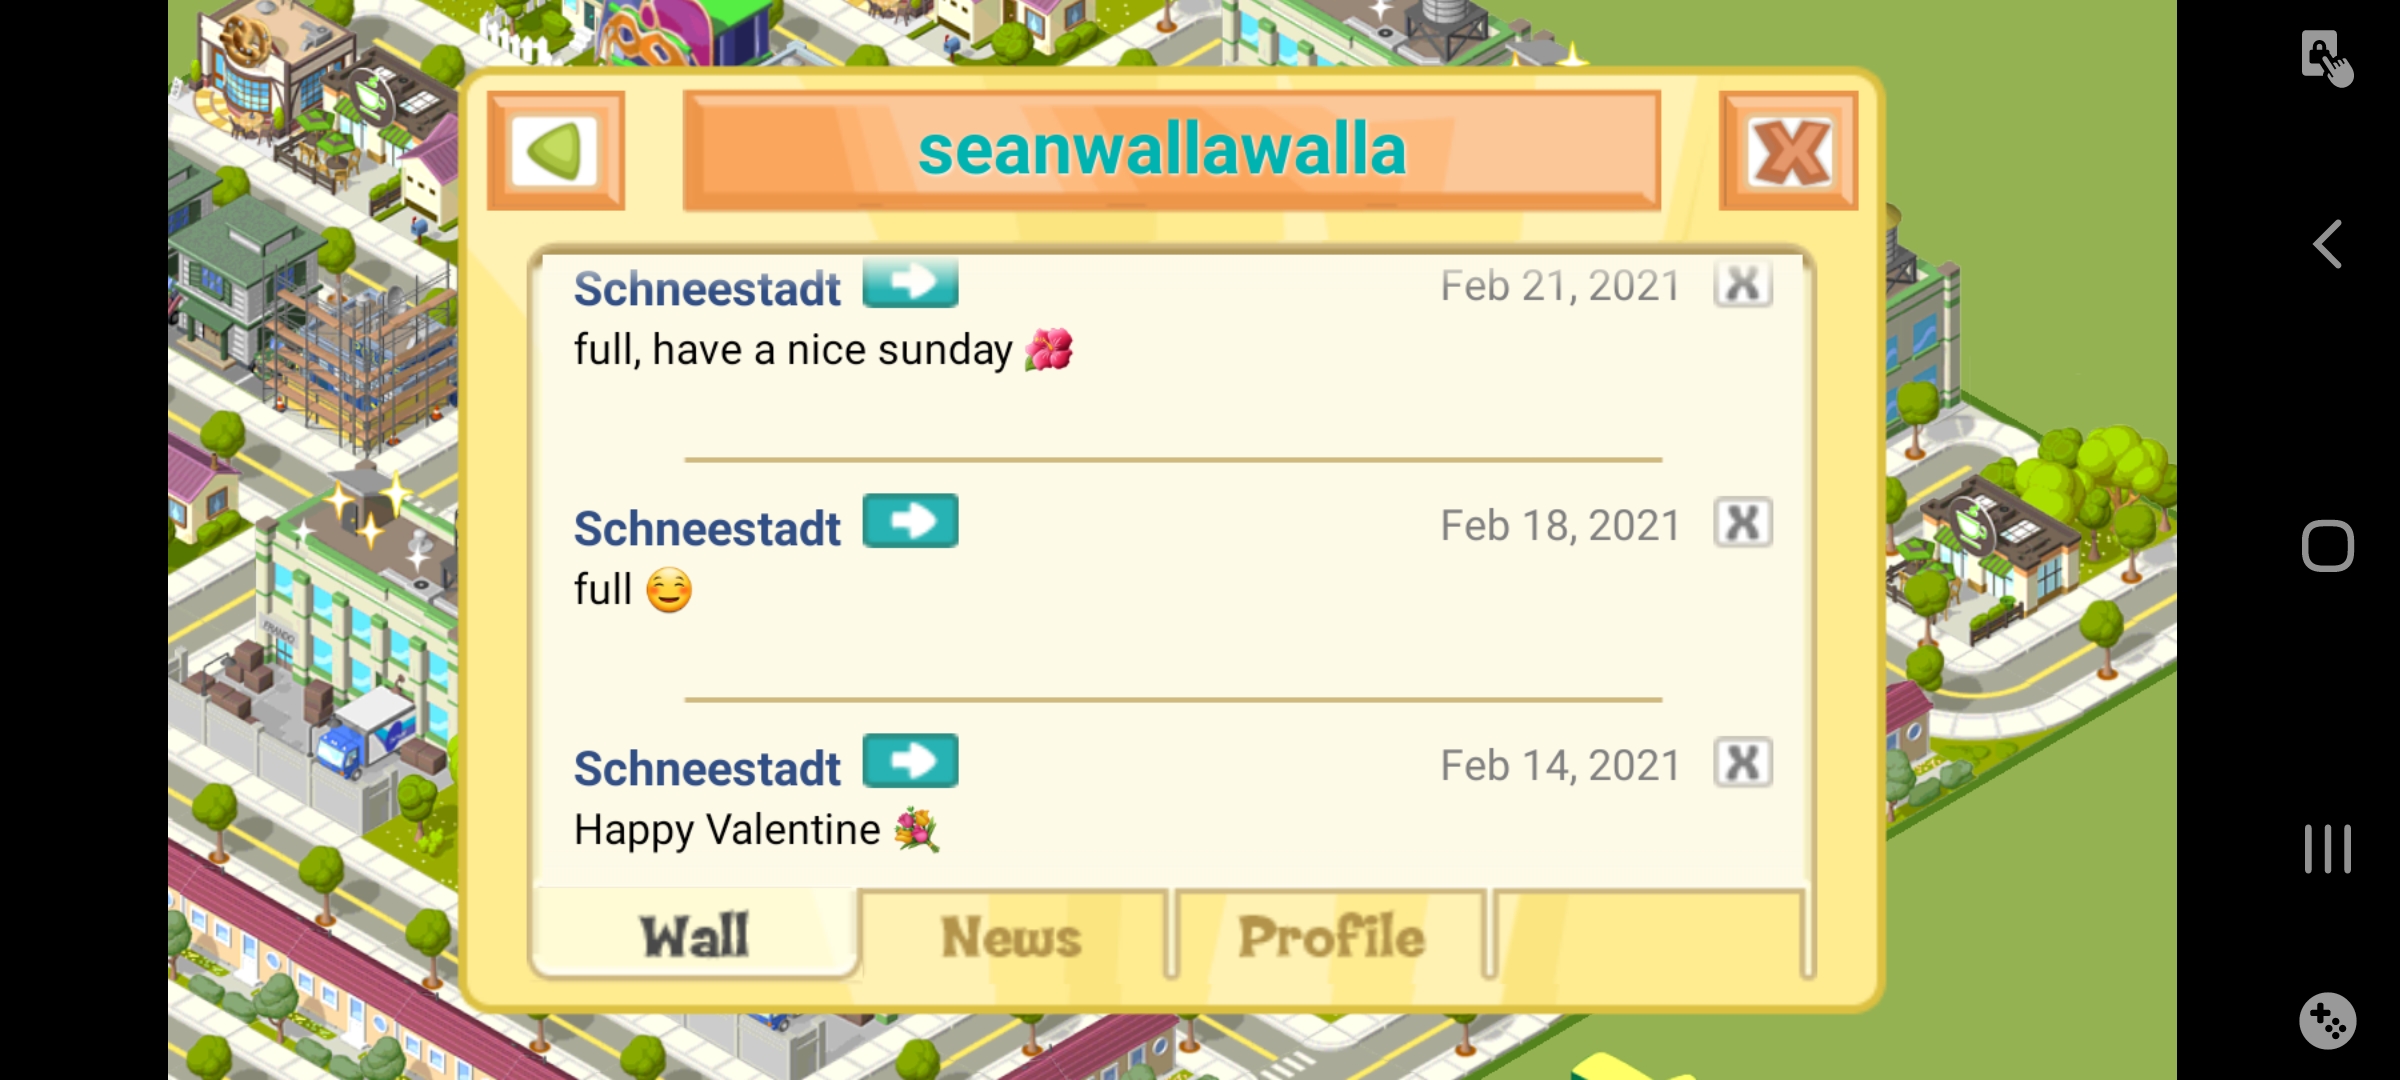 seanwallawalla
Schneestadt Feb 21, 2021
full, have a nice sunday 🌺
Schneestadt Feb 18, 2021
full ☺️
Schneestadt Feb 14, 2021
Happy Valentine 💐
Wall News Profile
FRANGO